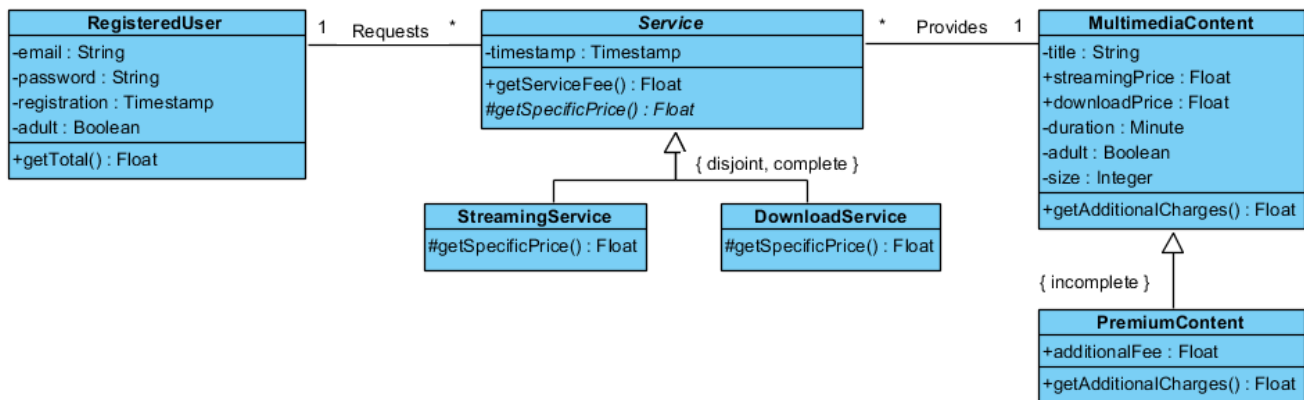 RegisteredUser
-email : String
-password : String
-registration : Timestamp
-adult : Boolean
+getTotal() : Float
1 Requests *
Service
-timestamp : Timestamp
+getServiceFee() : Float
#getSpecificPrice() : Float
* Provides 1
MultimediaContent
-title : String
+streamingPrice : Float
+downloadPrice : Float
-duration : Minute
-adult : Boolean
-size : Integer
+getAdditionalCharges() : Float
{ disjoint, complete }
StreamingService
#getSpecificPrice() : Float
DownloadService
#getSpecificPrice() : Float
{ incomplete }
PremiumContent
+additionalFee : Float
+getAdditionalCharges() : Float